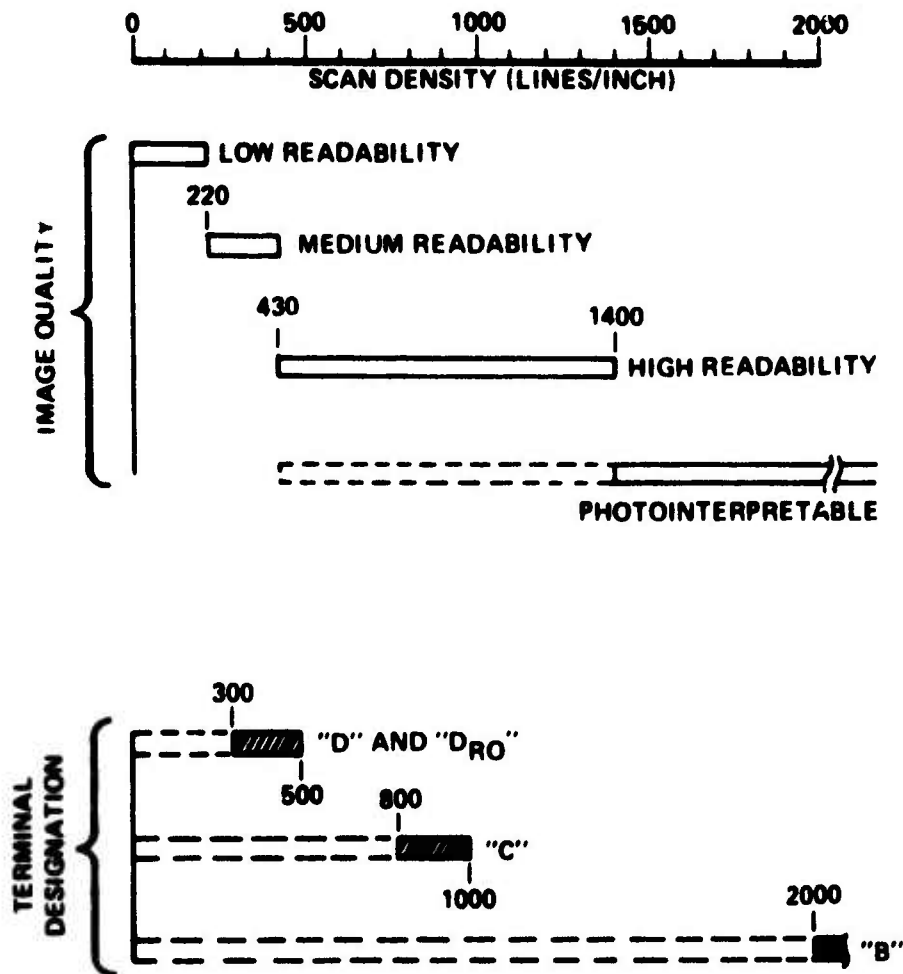 0 500 1000 1500 2000
SCAN DENSITY (LINES/INCH)
LOW READABILITY
220
MEDIUM READABILITY
430 1400
HIGH READABILITY
PHOTOINTERPRETABLE
IMAGE QUALITY
300
"D" AND "DRO"
500
800
"C"
1000
2000
"B"
TERMINAL
DESIGNATION